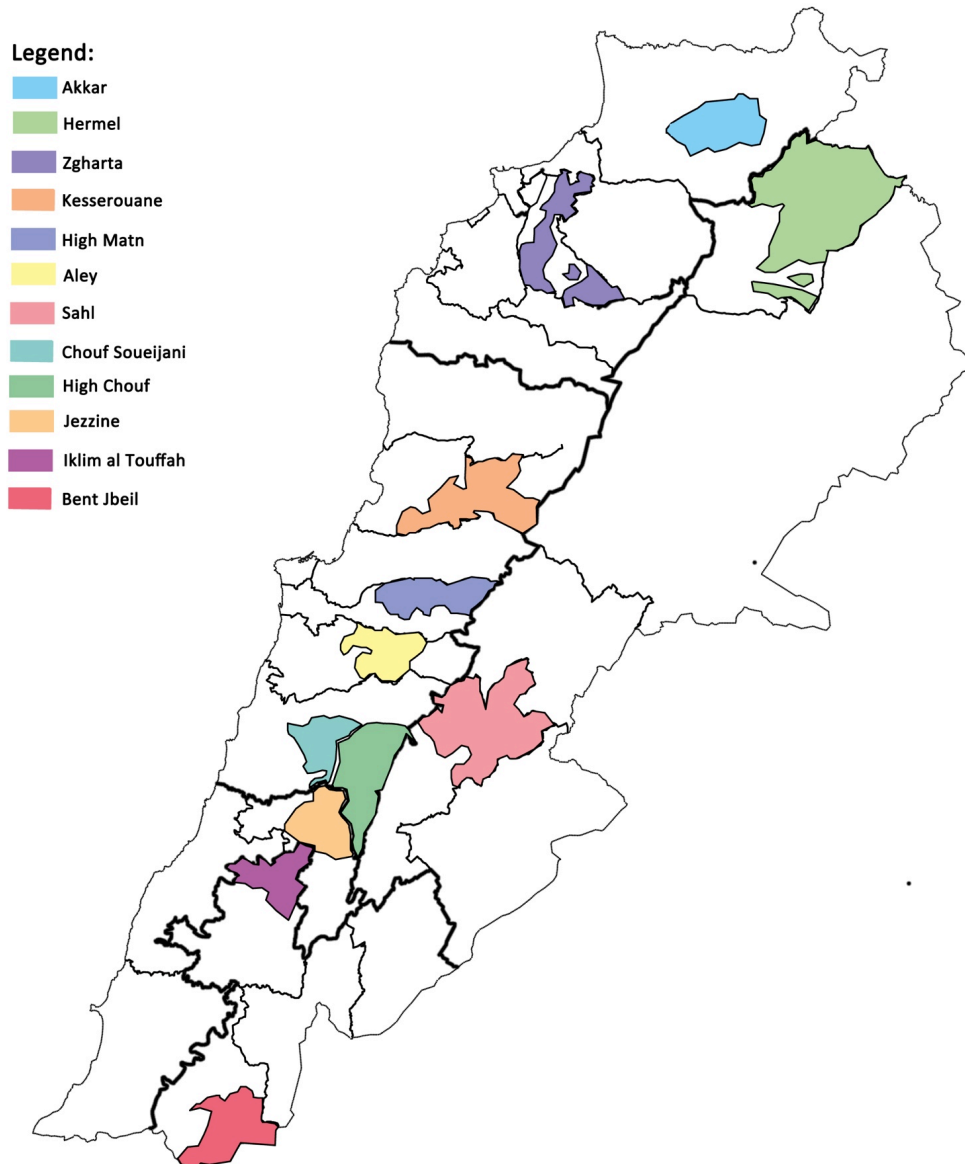 Legend:
Akkar
Hermel
Zgharta
Kesserouane
High Matn
Aley
Sahl
Chouf Soueijani
High Chouf
Jezzine
Iklim al Touffah
Bent Jbeil